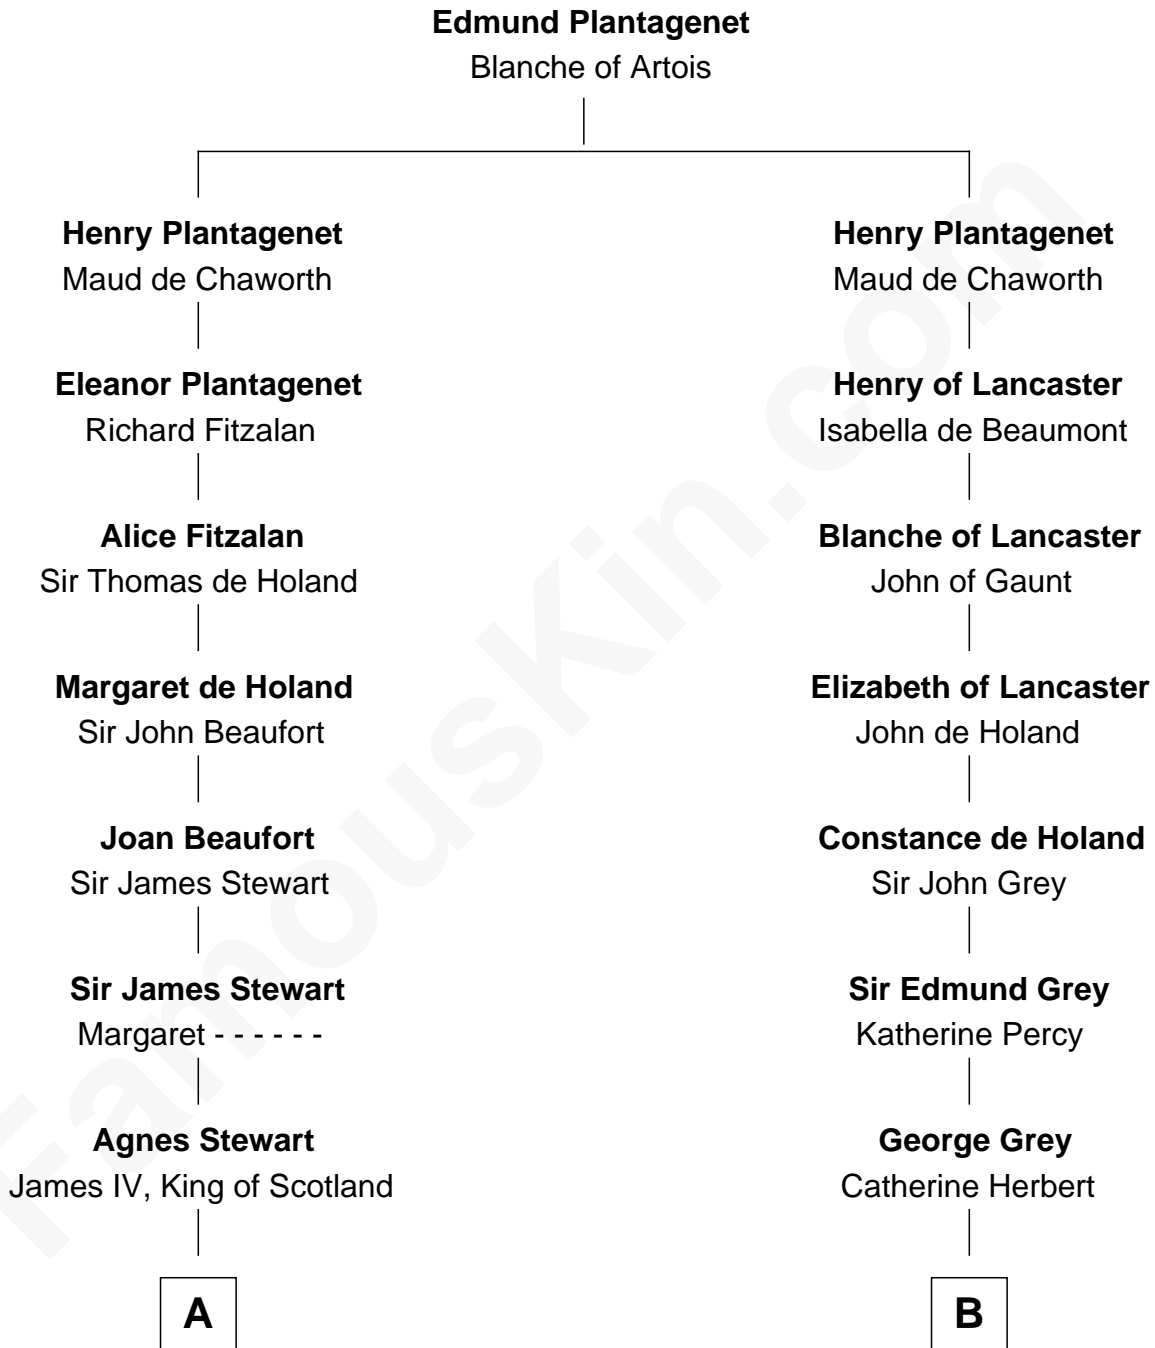 Edmund Plantagenet
Blanche of Artois
Henry Plantagenet
Maud de Chaworth
Henry Plantagenet
Maud de Chaworth
Eleanor Plantagenet
Richard Fitzalan
Henry of Lancaster
Isabella de Beaumont
Alice Fitzalan
Sir Thomas de Holand
Blanche of Lancaster
John of Gaunt
Margaret de Holand
Sir John Beaufort
Elizabeth of Lancaster
John de Holand
Joan Beaufort
Sir James Stewart
Constance de Holand
Sir John Grey
Sir James Stewart
Margaret - - - - - -
Sir Edmund Grey
Katherine Percy
Agnes Stewart
James IV, King of Scotland
George Grey
Catherine Herbert
A
B
FamousKin.com